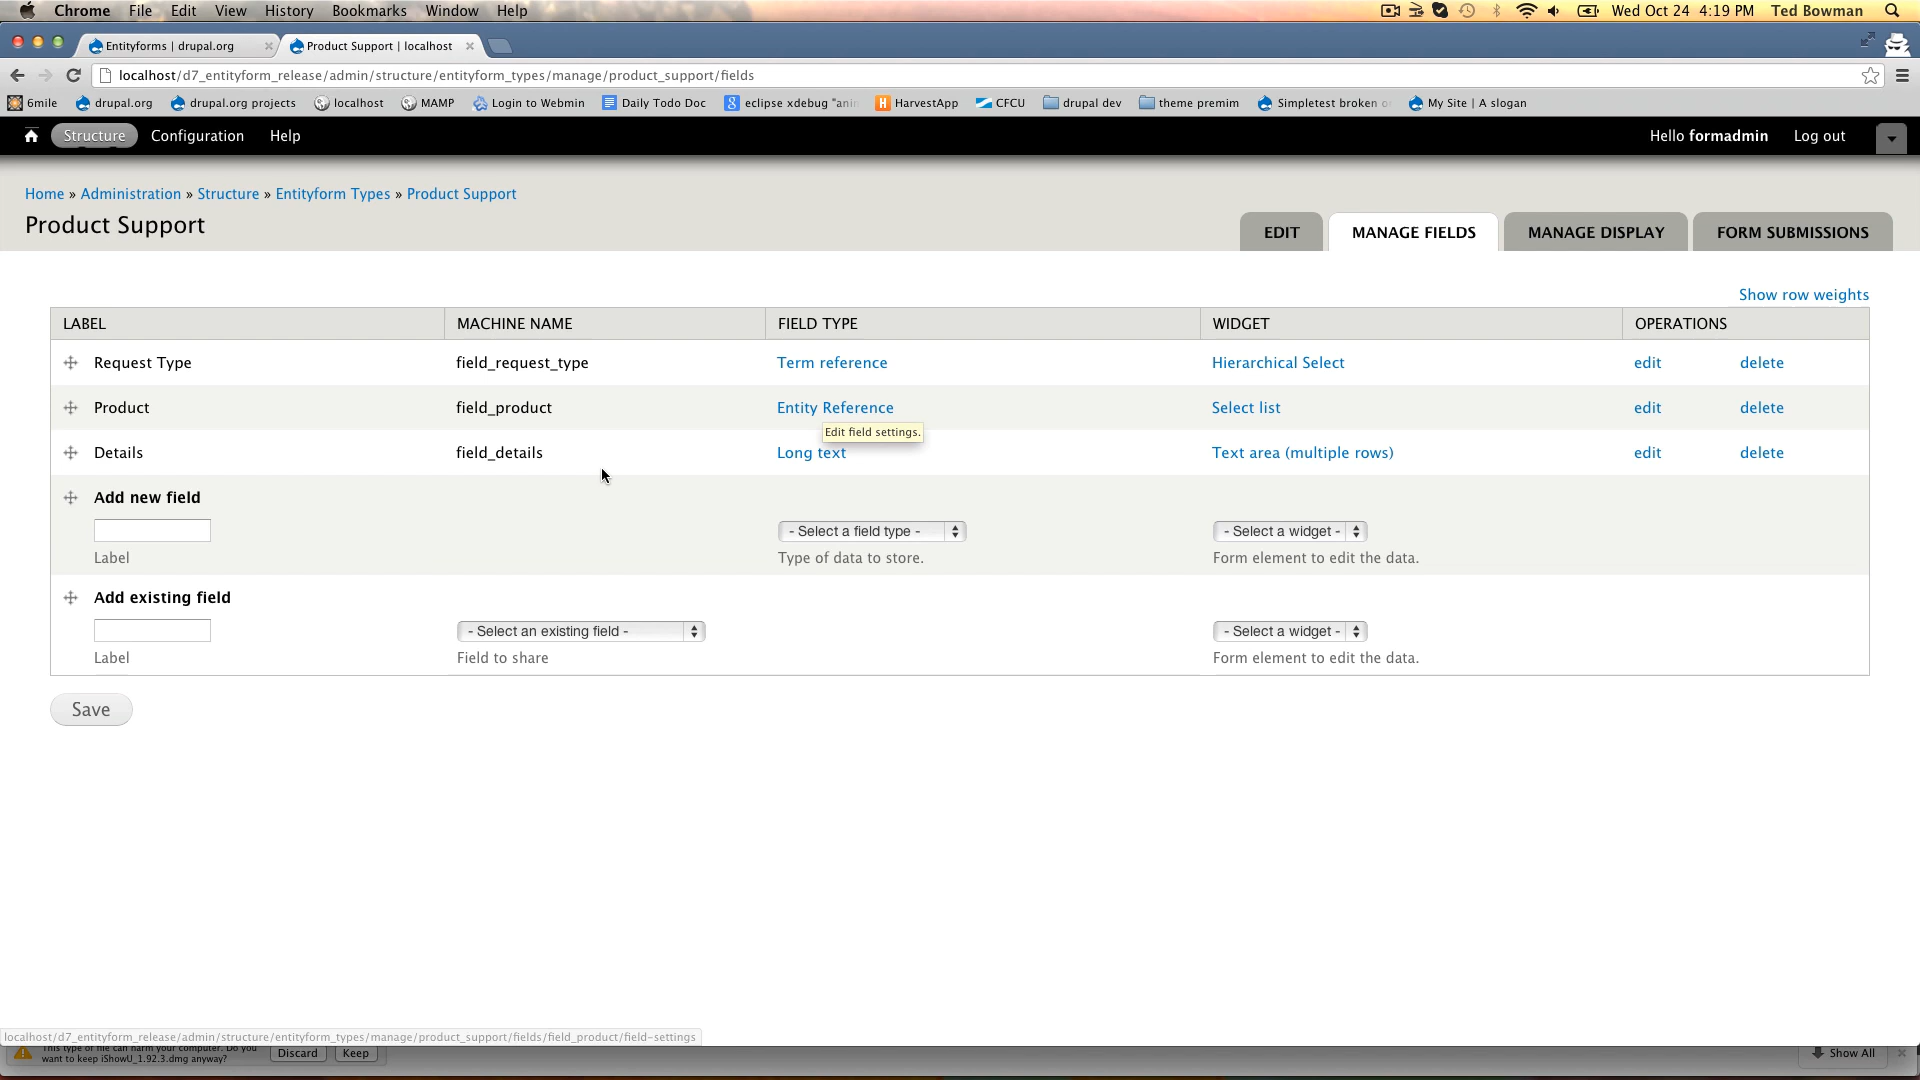 Chrome File Edit View History Bookmarks Window Help Wed Oct 24 4:19 PM Ted Bowman
Entityforms | drupal.org Product Support | localhost
localhost/d7_entityform_release/admin/structure/entityform_types/manage/product_support/fields
6mile drupal.org drupal.org projects localhost MAMP Login to Webmin Daily Todo Doc eclipse xdebug "ani HarvestApp CFCU drupal dev theme premim Simpletest broken o My Site | A slogan
Structure Configuration Help Hello formadmin Log out
Home » Administration » Structure » Entityform Types » Product Support
Product Support
EDIT MANAGE FIELDS MANAGE DISPLAY FORM SUBMISSIONS
Show row weights
LABEL MACHINE NAME FIELD TYPE WIDGET OPERATIONS
Request Type field_request_type Term reference Hierarchical Select edit delete
Product field_product Entity Reference Select list edit delete
Edit field settings.
Details field_details Long text Text area (multiple rows) edit delete
Add new field
- Select a field type - - Select a widget -
Label Type of data to store. Form element to edit the data.
Add existing field
- Select an existing field - - Select a widget -
Label Field to share Form element to edit the data.
Save
localhost/d7_entityform_release/admin/structure/entityform_types/manage/product_support/fields/field_product/field-settings
This type of file can harm your computer. Do you
want to keep iShowU_1.92.3.dmg anyway? Discard Keep Show All